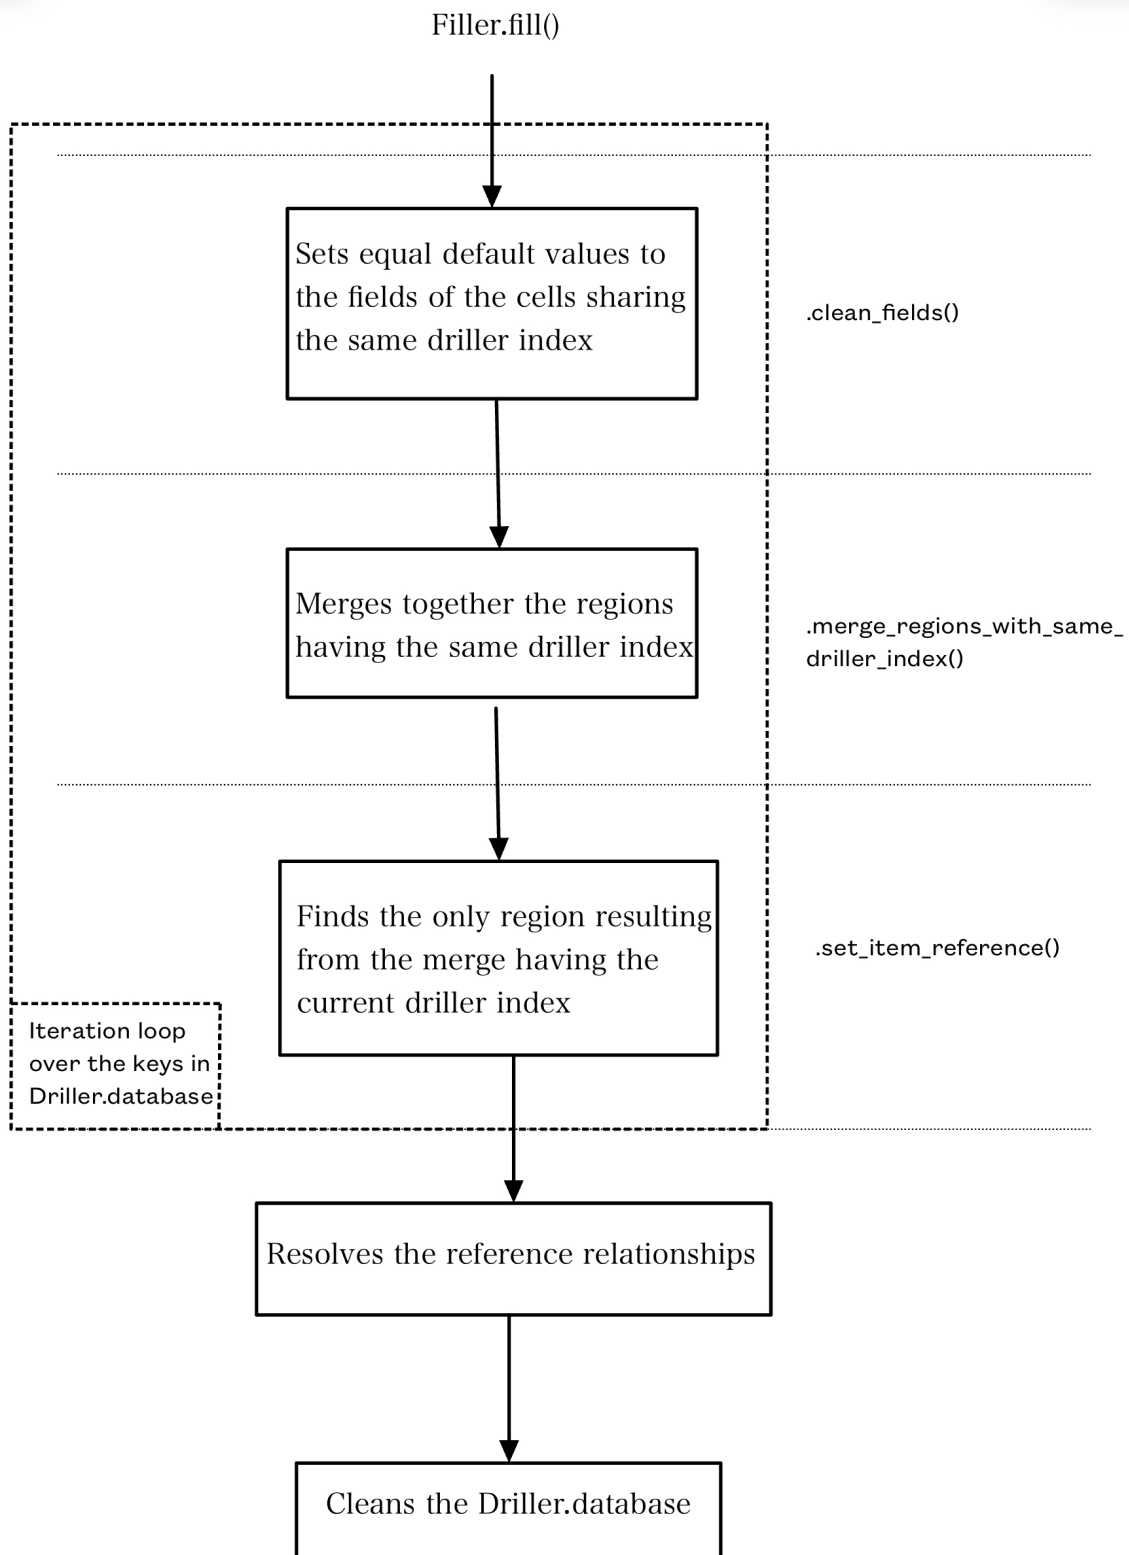 Filler.fill()
Sets equal default values to
the fields of the cells sharing
the same driller index
.clean_fields()
Merges together the regions
having the same driller index
.merge_regions_with_same_
driller_index()
Finds the only region resulting
from the merge having the
current driller index
.set_item_reference()
Iteration loop
over the keys in
Driller.database
Resolves the reference relationships
Cleans the Driller.database